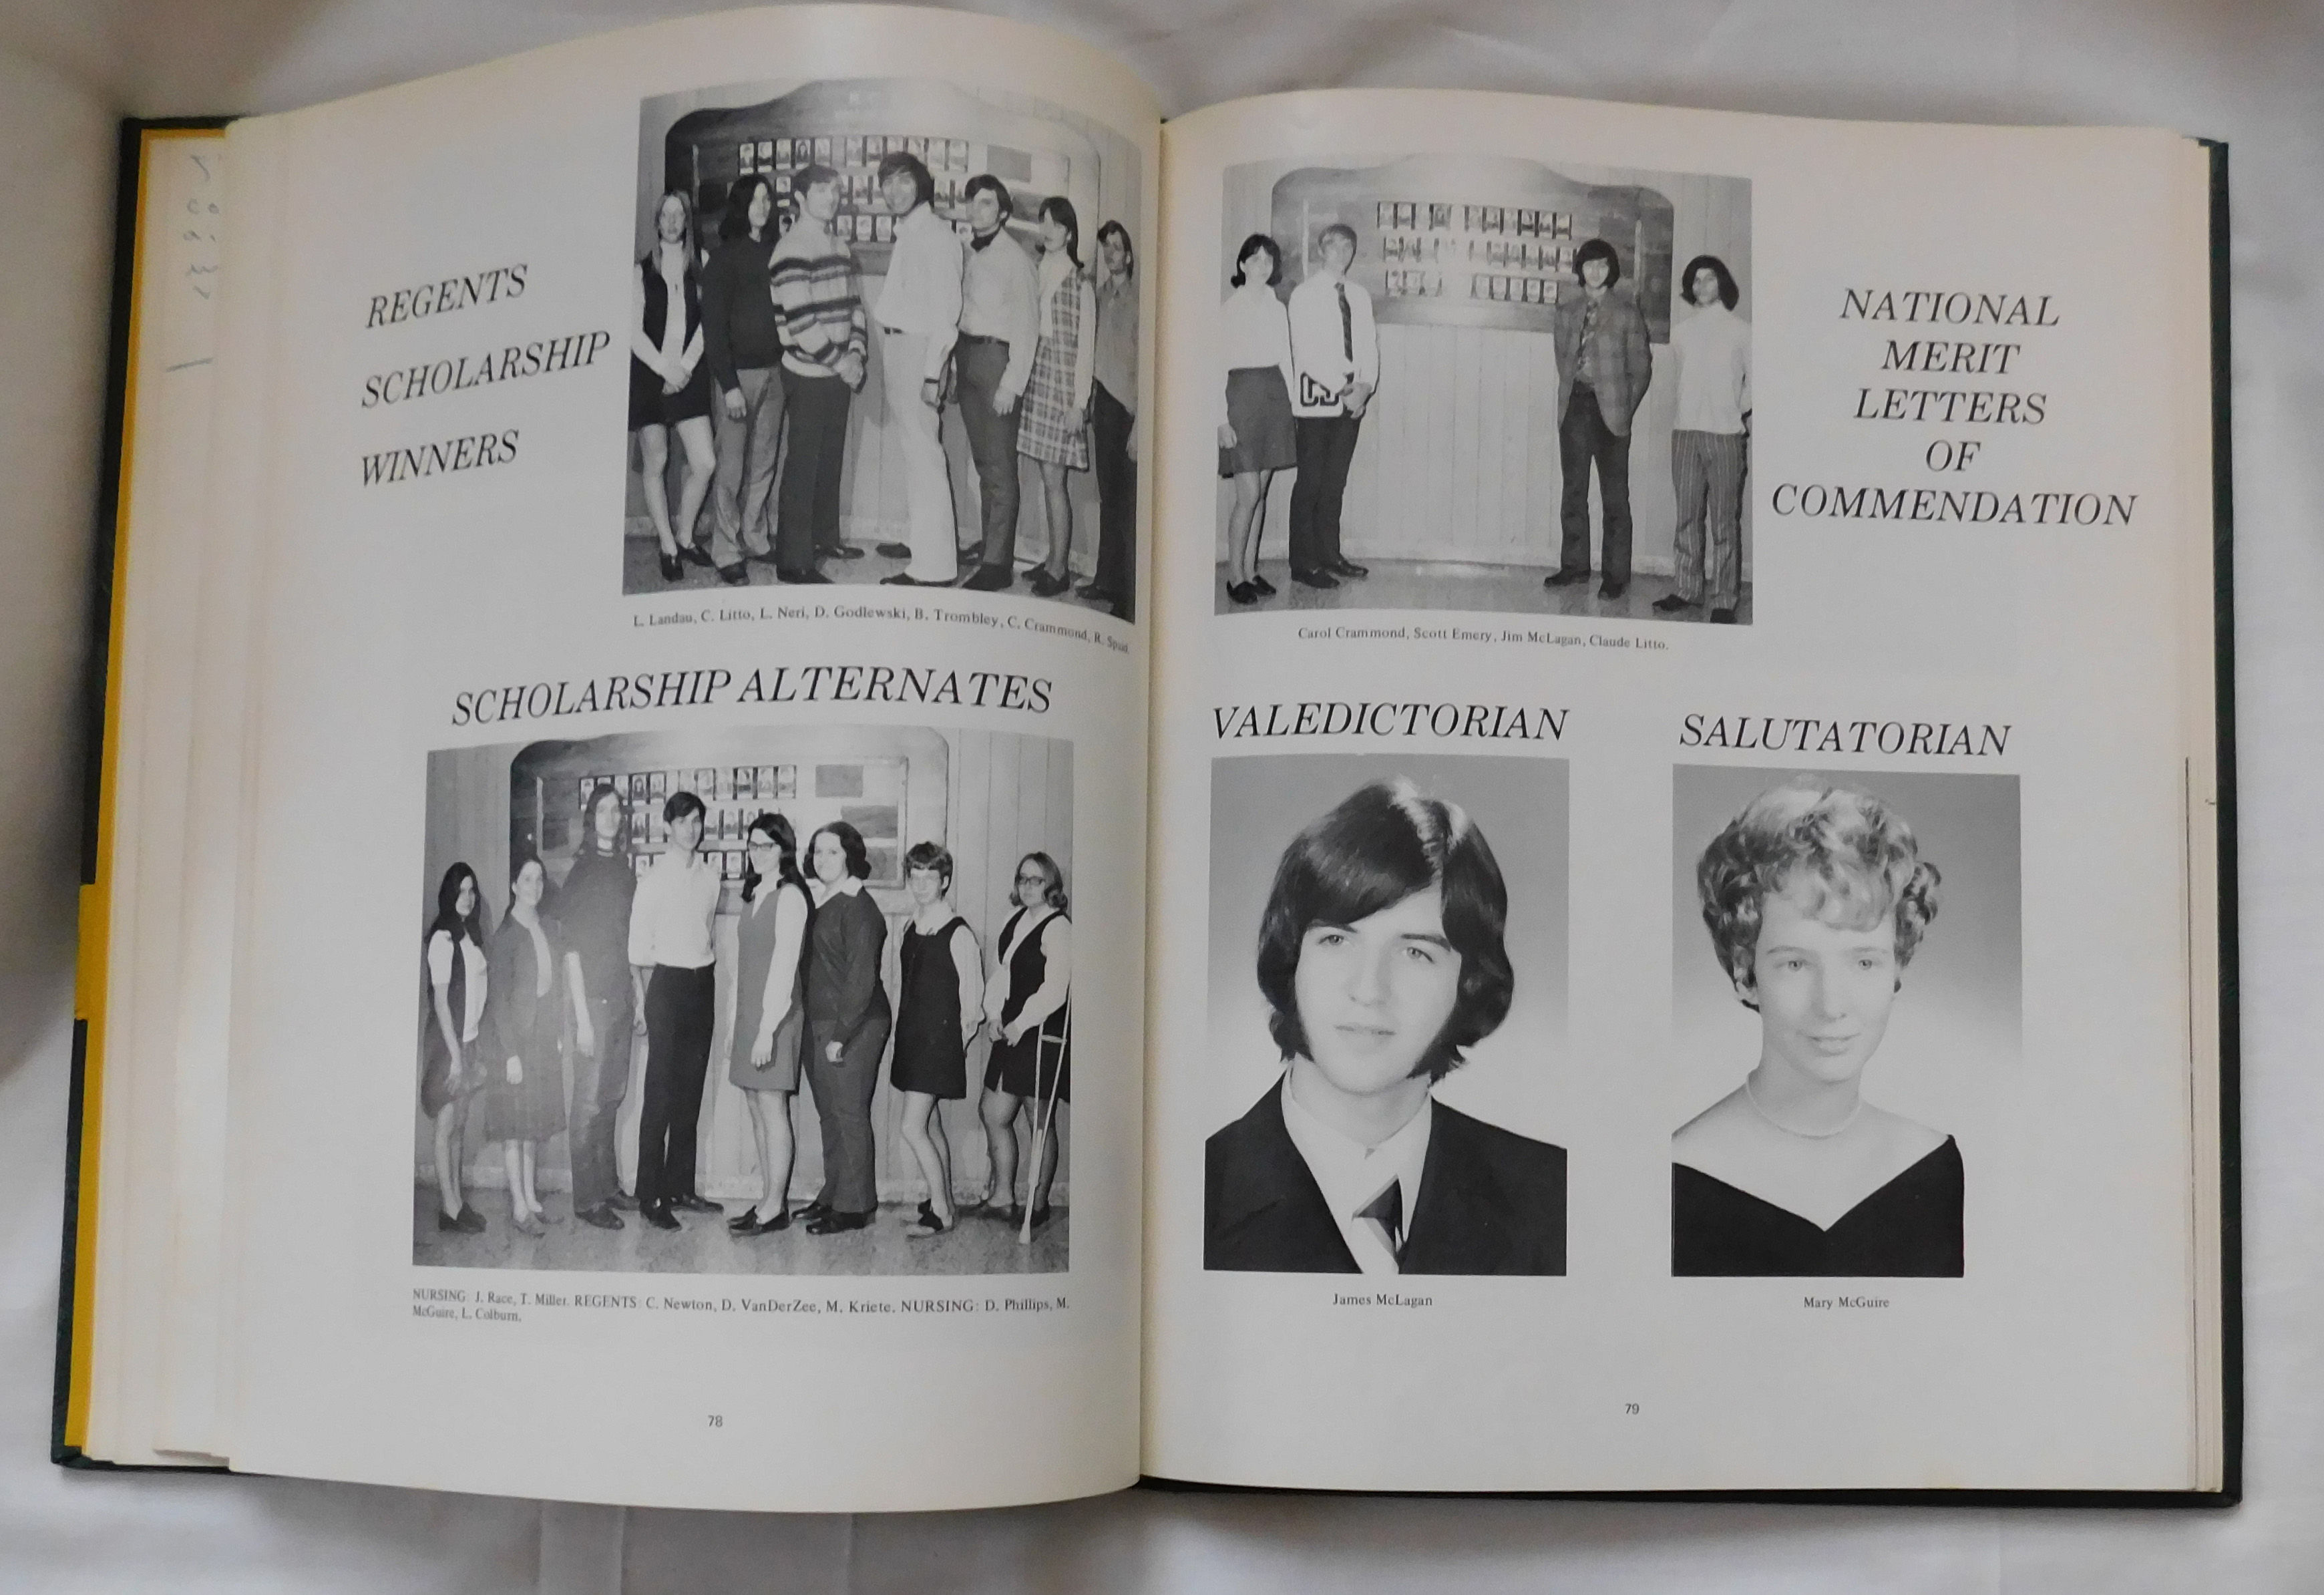 REGENTS
SCHOLARSHIP
WINNERS
L. Landau, C. Litto, L. Neri, D. Godlewski, B. Trombley, C. Crammond, R.
SCHOLARSHIP ALTERNATES
NURSING: J. Race, T. Miller. REGENTS: C. Newton, D. VanDerZee, M. Kriete. NURSING: D. Phillips, M.
McGuire, L. Colburn.
78
NATIONAL
MERIT
LETTERS
OF
COMMENDATION
Carol Crammond, Scott Emery, Jim McLagan, Claude Litto.
VALEDICTORIAN
SALUTATORIAN
James McLagan
Mary McGuire
79